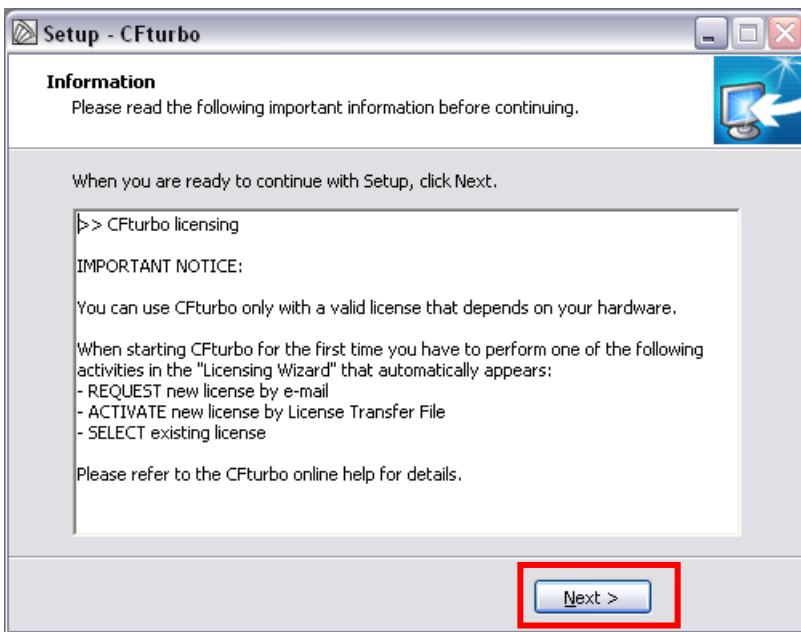 Setup - CFturbo
Information
Please read the following important information before continuing.
When you are ready to continue with Setup, click Next.
>> CFturbo licensing
IMPORTANT NOTICE:
You can use CFturbo only with a valid license that depends on your hardware.
When starting CFturbo for the first time you have to perform one of the following
activities in the "Licensing Wizard" that automatically appears:
- REQUEST new license by e-mail
- ACTIVATE new license by License Transfer File
- SELECT existing license
Please refer to the CFturbo online help for details.
Next >